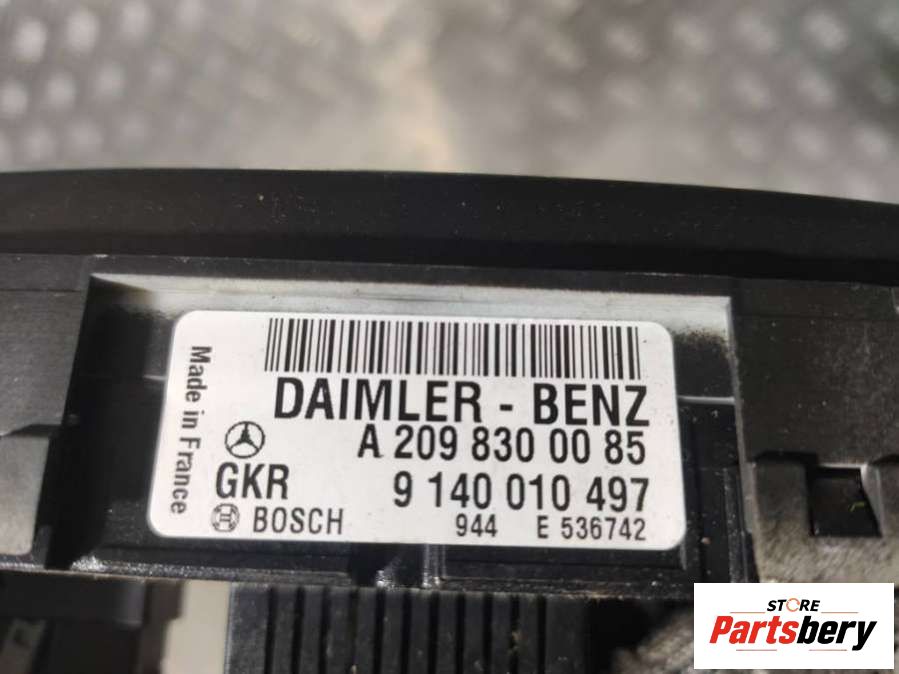 Made in France
DAIMLER - BENZ
A 209 830 00 85
GKR 9 140 010 497
BOSCH 944 E 536742
STORE
Partsbery